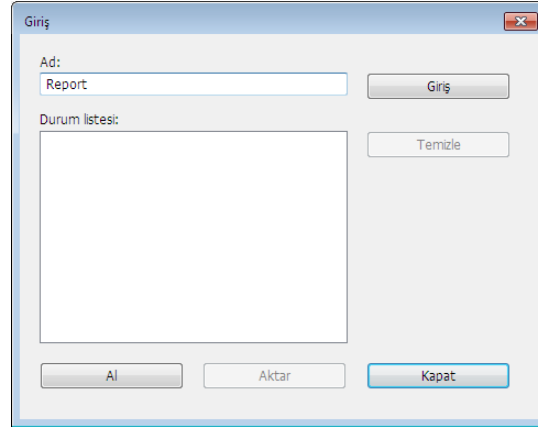 Giriş
Ad:
Report
Giriş
Durum listesi:
Temizle
Al
Aktar
Kapat